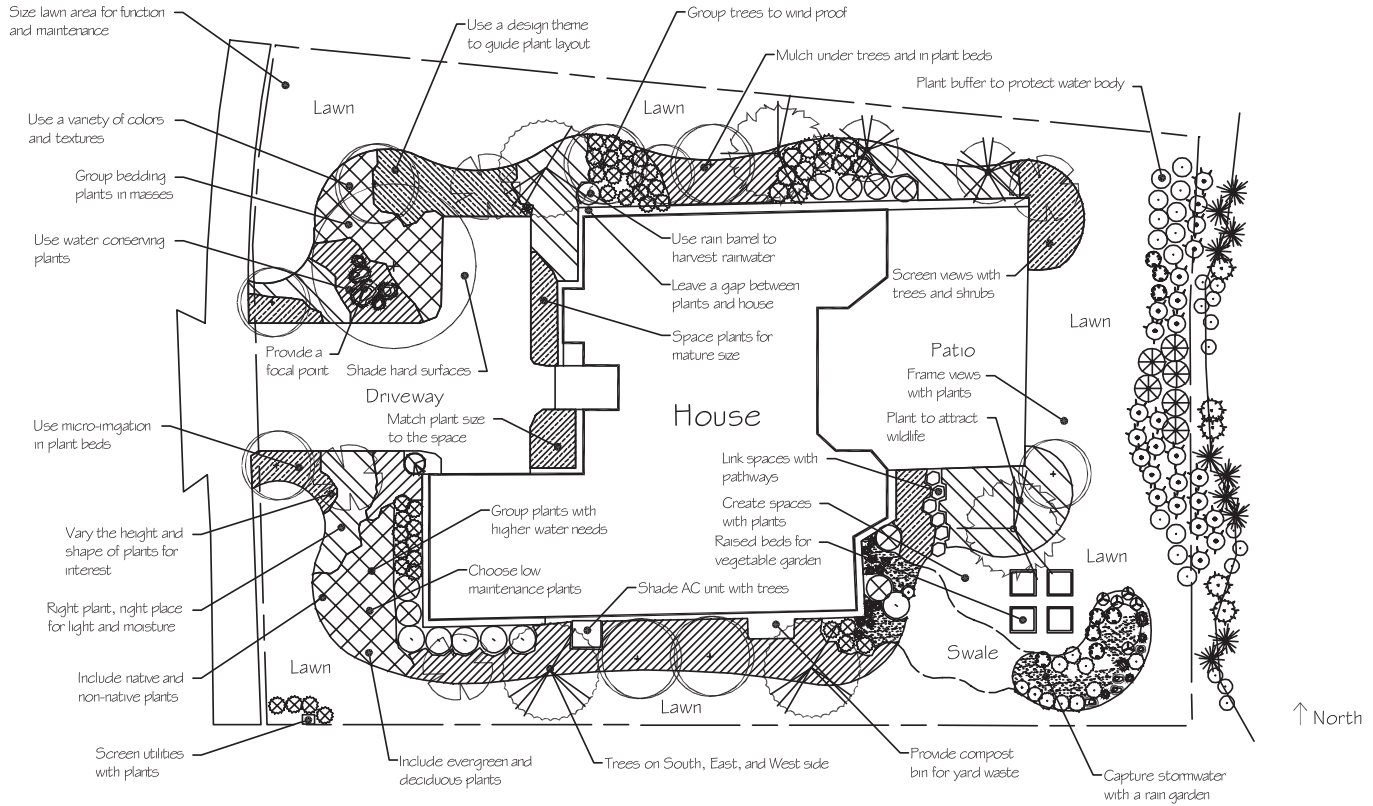 Size lawn area for function
and maintenance
Use a design theme
to guide plant layout
Group trees to wind proof
Mulch under trees and in plant beds
Plant buffer to protect water body
Lawn
Lawn
Use a variety of colors
and textures
Group bedding
plants in masses
Use water conserving
plants
Use rain barrel to
harvest rainwater
Leave a gap between
plants and house
Screen views with
trees and shrubs
Lawn
Space plants for
mature size
Provide a
focal point
Shade hard surfaces
Patio
Frame views
with plants
Driveway
House
Match plant size
to the space
Plant to attract
wildlife
Use micro-irrigation
in plant beds
Link spaces with
pathways
Create spaces
with plants
Raised beds for
vegetable garden
Group plants with
higher water needs
Vary the height and
shape of plants for
interest
Lawn
Choose low
maintenance plants
Shade AC unit with trees
Right plant, right place
for light and moisture
Swale
Lawn
Include native and
non-native plants
Lawn
North
Screen utilities
with plants
Include evergreen and
deciduous plants
Trees on South, East, and West side
Provide compost
bin for yard waste
Capture stormwater
with a rain garden